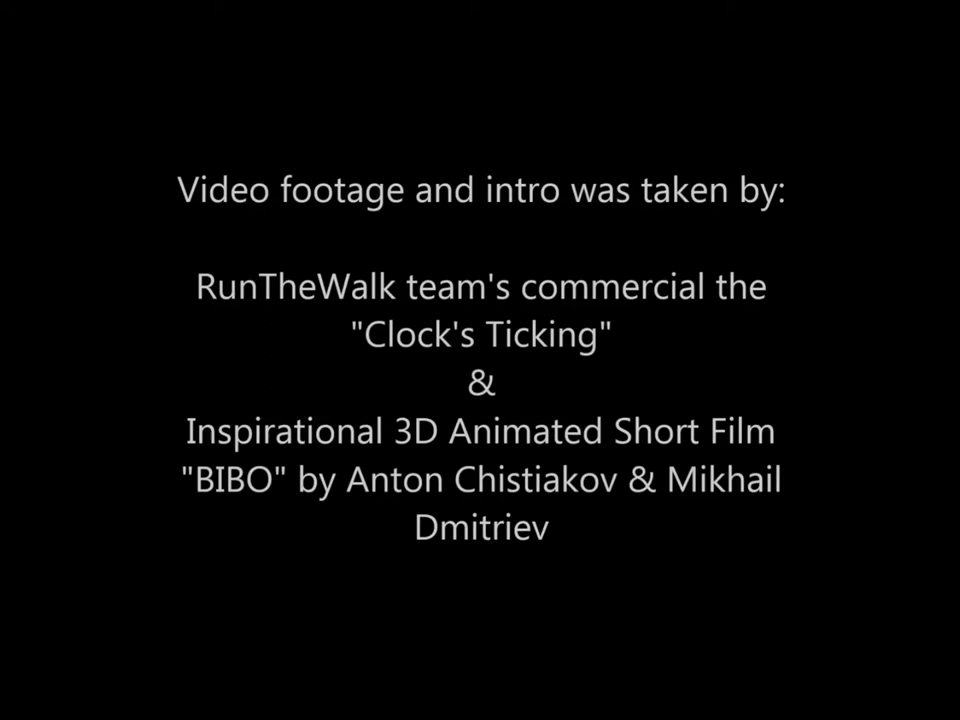 Video footage and intro was taken by:
RunTheWalk team's commercial the
"Clock's Ticking"
&
Inspirational 3D Animated Short Film
"BIBO" by Anton Chistiakov & Mikhail
Dmitriev